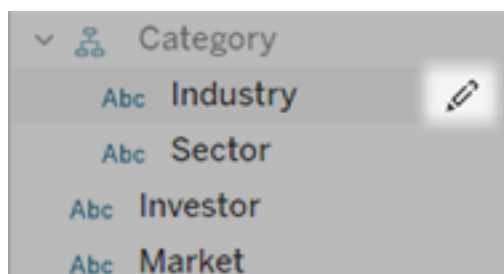 Category
Abc Industry
Abc Sector
Abc Investor
Abc Market